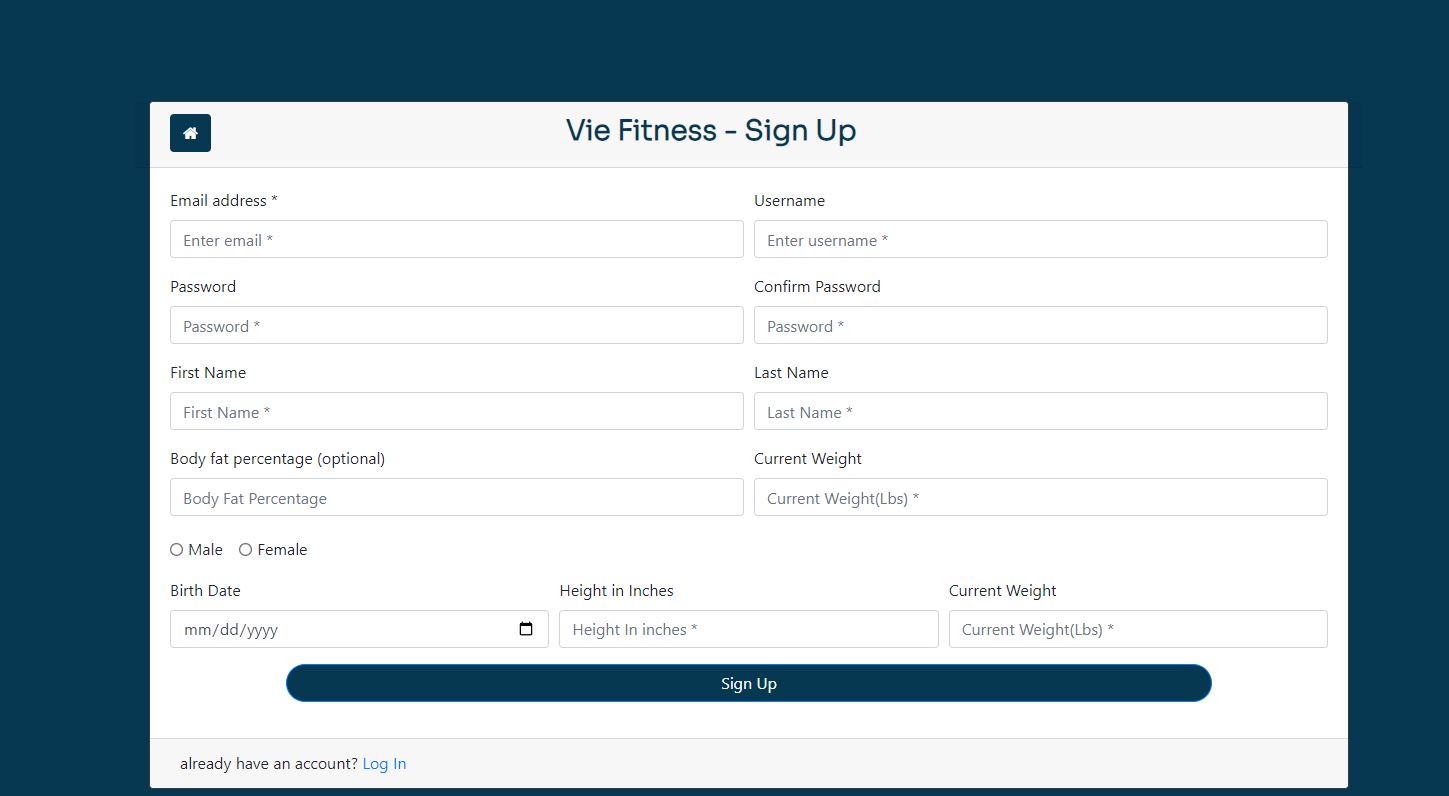 Vie Fitness - Sign Up
Email address *
Username
Enter email *
Enter username *
Password
Confirm Password
Password *
Password *
First Name
Last Name
First Name *
Last Name *
Body fat percentage (optional)
Current Weight
Body Fat Percentage
Current Weight(Lbs) *
Male Female
Birth Date
Height in Inches
Current Weight
mm/dd/yyyy
Height In inches *
Current Weight(Lbs) *
Sign Up
already have an account? Log In